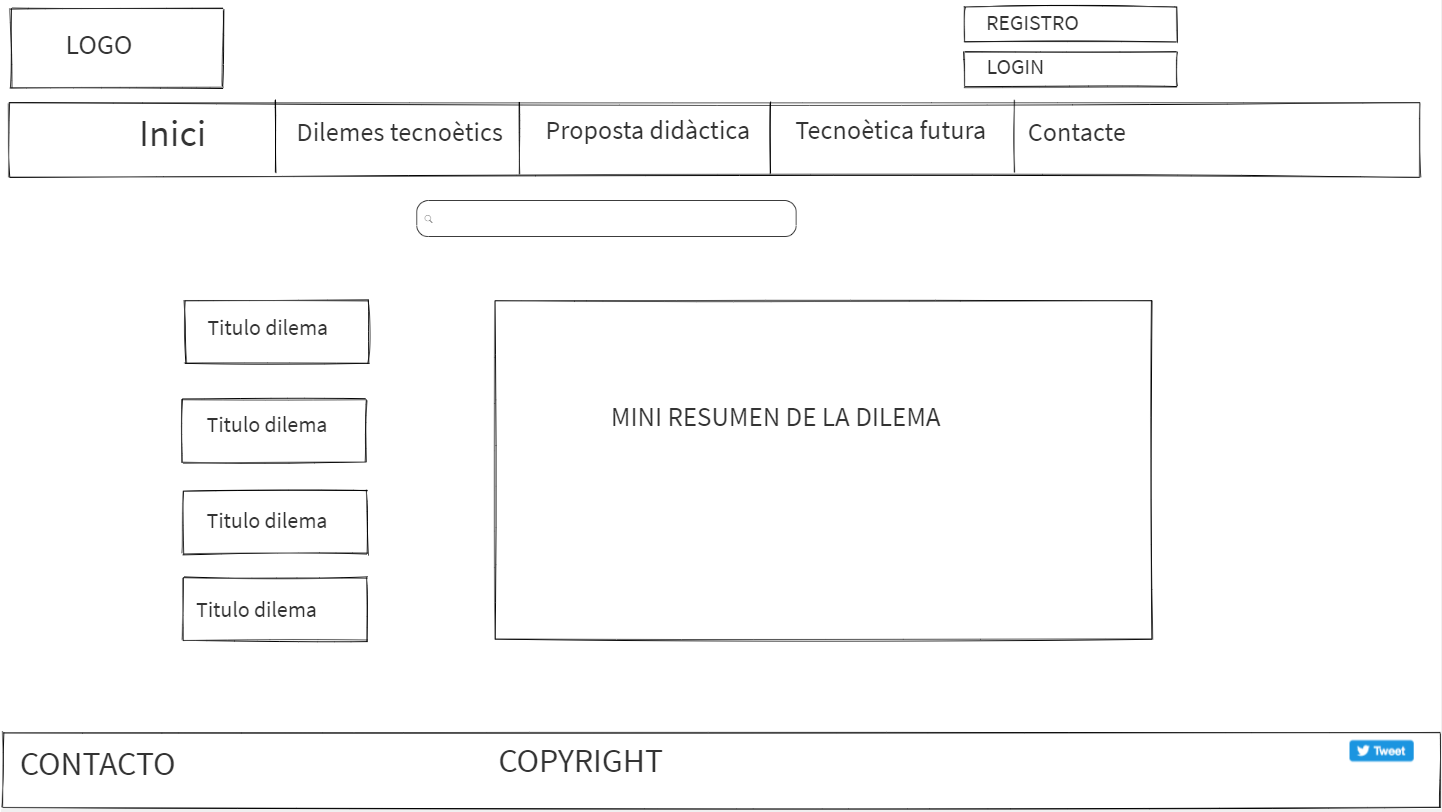 LOGO
REGISTRO
LOGIN
Inici
Dilemes tecnoètics
Proposta didàctica
Tecnoètica futura
Contacte
Titulo dilema
Titulo dilema
Titulo dilema
Titulo dilema
MINI RESUMEN DE LA DILEMA
CONTACTO
COPYRIGHT
Tweet